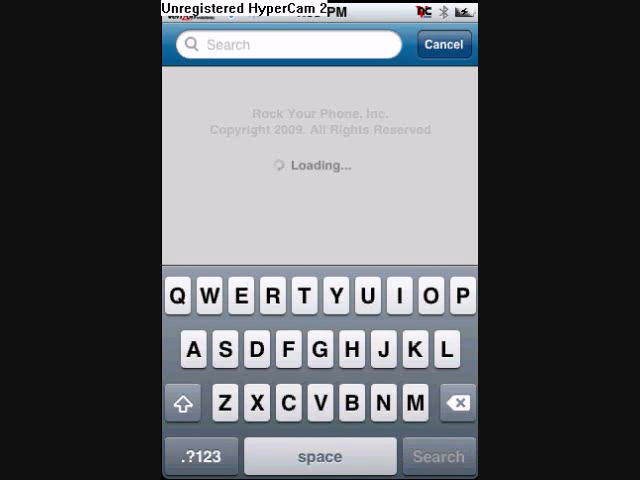 Unregistered HyperCam 2
PM
Search
Cancel
Rock Your Phone, Inc.
Copyright 2009. All Rights Reserved
Loading...
Q W E R T Y U I O P
A S D F G H J K L
Z X C V B N M
.?123
space
Search